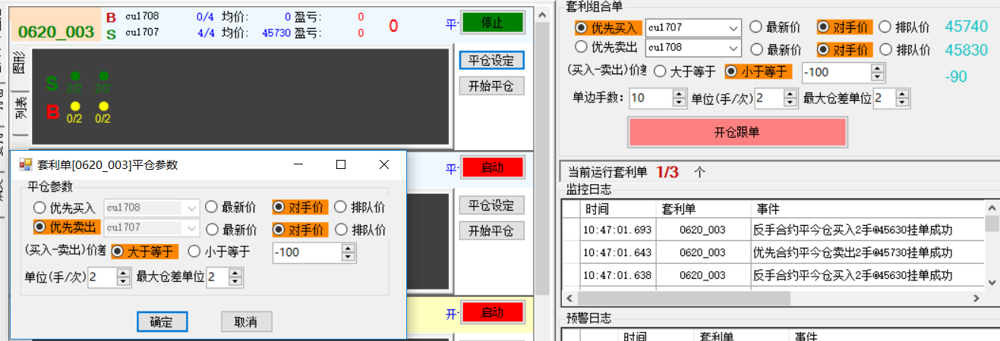 0620_003
B cu1708 0/4 均价: 0 盈亏: 0
S cu1707 4/4 均价: 45730 盈亏: 0
0
平
停止
图形
列表
S 2/2 2/2
B 0/2 0/2
平仓设定
开始平仓
平
启动
平仓设定
开始平仓
开
启动
套利单[0620_003]平仓参数
平仓参数
优先买入 cu1708 最新价 对手价 排队价
优先卖出 cu1707 最新价 对手价 排队价
(买入-卖出)价差 大于等于 小于等于 -100
单位(手/次) 2 最大仓差单位 2
确定 取消
套利组合单
优先买入 cu1707 最新价 对手价 排队价 45740
优先卖出 cu1708 最新价 对手价 排队价 45830
(买入-卖出)价差 大于等于 小于等于 -100 -90
单边手数: 10 单位(手/次) 2 最大仓差单位 2
开仓跟单
当前运行套利单 1/3 个
监控日志
时间 套利单 事件
10:47:01.693 0620_003 反手合约平今仓买入2手@45630挂单成功
10:47:01.643 0620_003 优先合约平今仓卖出2手@45730挂单成功
10:47:01.638 0620_003 反手合约平今仓买入2手@45630挂单成功
预警日志
时间 套利单 事件